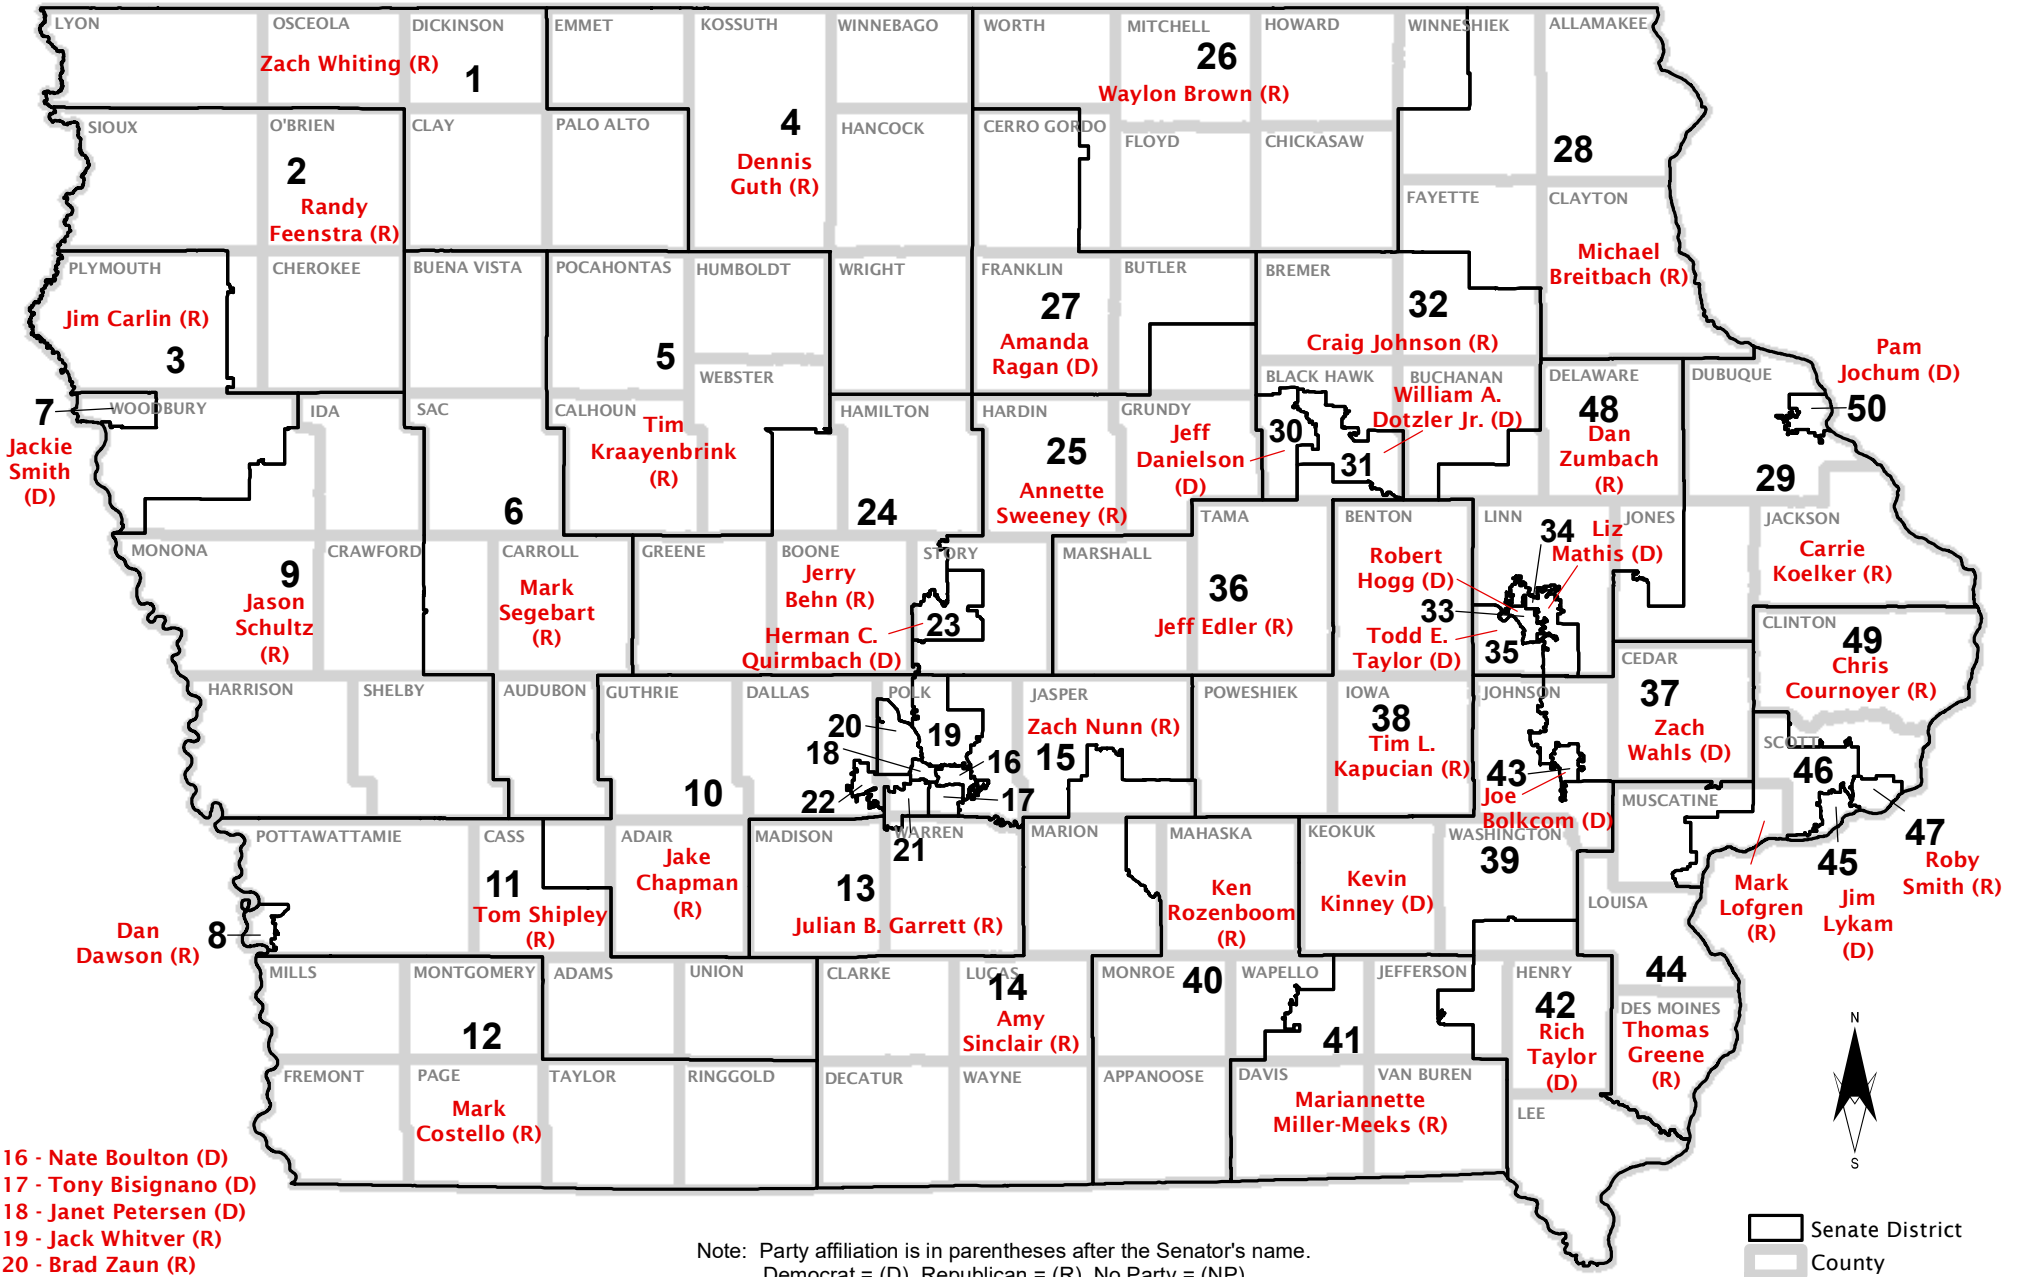 LYON
OSCEOLA
DICKINSON
EMMET
KOSSUTH
WINNEBAGO
WORTH
MITCHELL
HOWARD
WINNESHIEK
ALLAMAKEE
Zach Whiting (R)
1
26
Waylon Brown (R)
SIOUX
O'BRIEN
CLAY
PALO ALTO
4
HANCOCK
CERRO GORDO
FLOYD
CHICKASAW
28
2
Randy
Feenstra (R)
Dennis
Guth (R)
FAYETTE
CLAYTON
Michael
Breitbach (R)
PLYMOUTH
CHEROKEE
BUENA VISTA
POCAHONTAS
HUMBOLDT
WRIGHT
FRANKLIN
BUTLER
BREMER
Jim Carlin (R)
3
5
27
Amanda
Ragan (D)
32
Craig Johnson (R)
Pam
Jochum (D)
50
WEBSTER
BLACK HAWK
BUCHANAN
DELAWARE
DUBUQUE
7
Jackie
Smith
(D)
WOODBURY
IDA
SAC
CALHOUN
Tim
Kraayenbrink
(R)
HAMILTON
HARDIN
GRUNDY
Jeff
Danielson
(D)
30
31
William A.
Dotzler Jr. (D)
48
Dan
Zumbach
(R)
29
6
24
25
Annette
Sweeney (R)
TAMA
BENTON
LINN
JONES
JACKSON
MONONA
CRAWFORD
CARROLL
GREENE
BOONE
STORY
MARSHALL
34
Liz
Mathis (D)
Carrie
Koelker (R)
9
Jason
Schultz
(R)
Mark
Segebart
(R)
Jerry
Behn (R)
Herman C.
Quirmbach (D)
23
36
Jeff Edler (R)
Robert
Hogg (D)
33
Todd E.
Taylor (D)
35
CLINTON
49
Chris
Cournoyer (R)
HARRISON
SHELBY
AUDUBON
GUTHRIE
DALLAS
POLK
JASPER
POWESHIEK
IOWA
JOHNSON
CEDAR
20
19
18
16
22
17
Zach Nunn (R)
15
38
Tim L.
Kapucian (R)
37
Zach
Wahls (D)
SCOTT
10
43
Joe
Bolkcom (D)
46
MUSCATINE
POTTAWATTAMIE
CASS
ADAIR
MADISON
WARREN
MARION
MAHASKA
KEOKUK
WASHINGTON
21
39
47
Roby
Smith (R)
45
Jim
Lykam
(D)
Mark
Lofgren
(R)
11
Tom Shipley
(R)
Jake
Chapman
(R)
13
Julian B. Garrett (R)
Ken
Rozenboom
(R)
Kevin
Kinney (D)
LOUISA
Dan
Dawson (R)
8
MILLS
MONTGOMERY
ADAMS
UNION
CLARKE
LUCAS
MONROE
WAPELLO
JEFFERSON
HENRY
44
40
14
Amy
Sinclair (R)
42
Rich
Taylor
(D)
DES MOINES
Thomas
Greene
(R)
12
41
FREMONT
PAGE
TAYLOR
RINGGOLD
DECATUR
WAYNE
APPANOOSE
DAVIS
VAN BUREN
LEE
Mark
Costello (R)
Mariannette
Miller-Meeks (R)
N
S
16 - Nate Boulton (D)
17 - Tony Bisignano (D)
18 - Janet Petersen (D)
19 - Jack Whitver (R)
20 - Brad Zaun (R)
Note: Party affiliation is in parentheses after the Senator's name.
Democrat = (D), Republican = (R), No Party = (NP)
Senate District
County